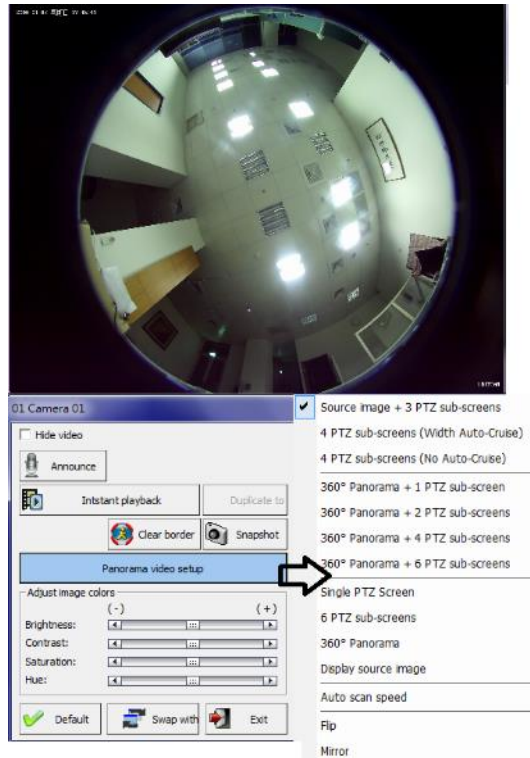 01 Camera 01
Hide video
Announce
Intstant playback
Duplicate to
Clear border
Snapshot
Panorama video setup
Adjust image colors
(-) (+)
Brightness:
Contrast:
Saturation:
Hue:
Default
Swap with
Exit
Source image + 3 PTZ sub-screens
4 PTZ sub-screens (Width Auto-Cruise)
4 PTZ sub-screens (No Auto-Cruise)
360° Panorama + 1 PTZ sub-screen
360° Panorama + 2 PTZ sub-screens
360° Panorama + 4 PTZ sub-screens
360° Panorama + 6 PTZ sub-screens
Single PTZ Screen
6 PTZ sub-screens
360° Panorama
Display source image
Auto scan speed
Flip
Mirror